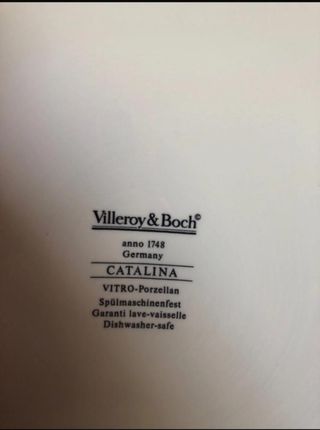 Villeroy & Boch©
anno 1748
Germany
CATALINA
VITRO-Porzellan
Spülmaschinenfest
Garanti lave-vaisselle
Dishwasher-safe